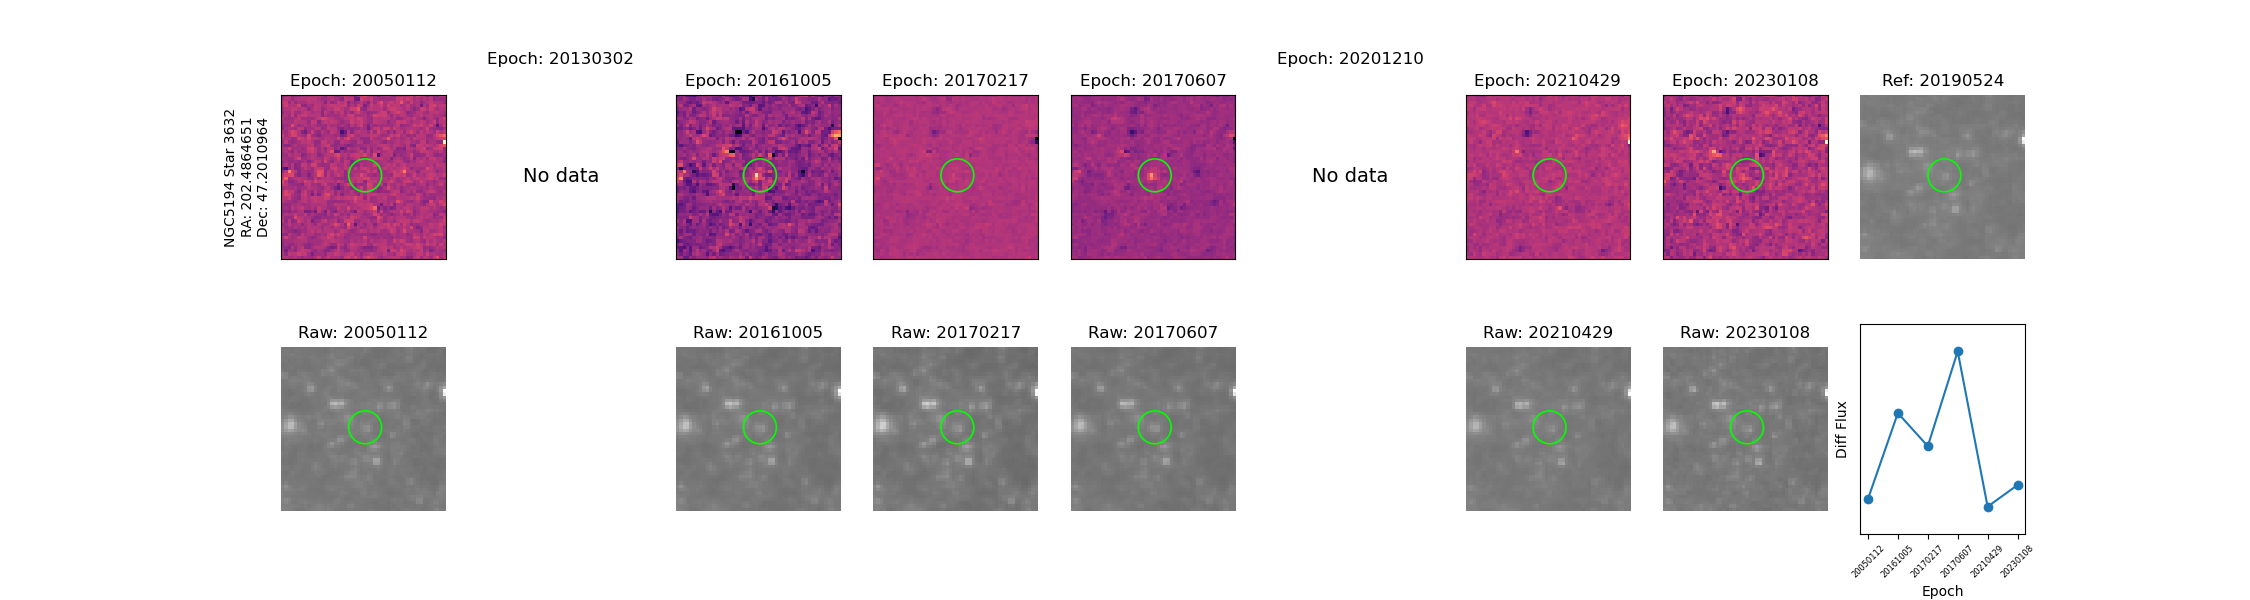 Epoch: 20130302
Epoch: 20201210
Epoch: 20050112
Epoch: 20161005
Epoch: 20170217
Epoch: 20170607
Epoch: 20210429
Epoch: 20230108
Ref: 20190524
NGC5194 Star 3632
RA: 202.4864651
Dec: 47.2010964
No data
No data
Raw: 20050112
Raw: 20161005
Raw: 20170217
Raw: 20170607
Raw: 20210429
Raw: 20230108
Diff Flux
20050112
20161005
20170217
20170607
20210429
20230108
Epoch